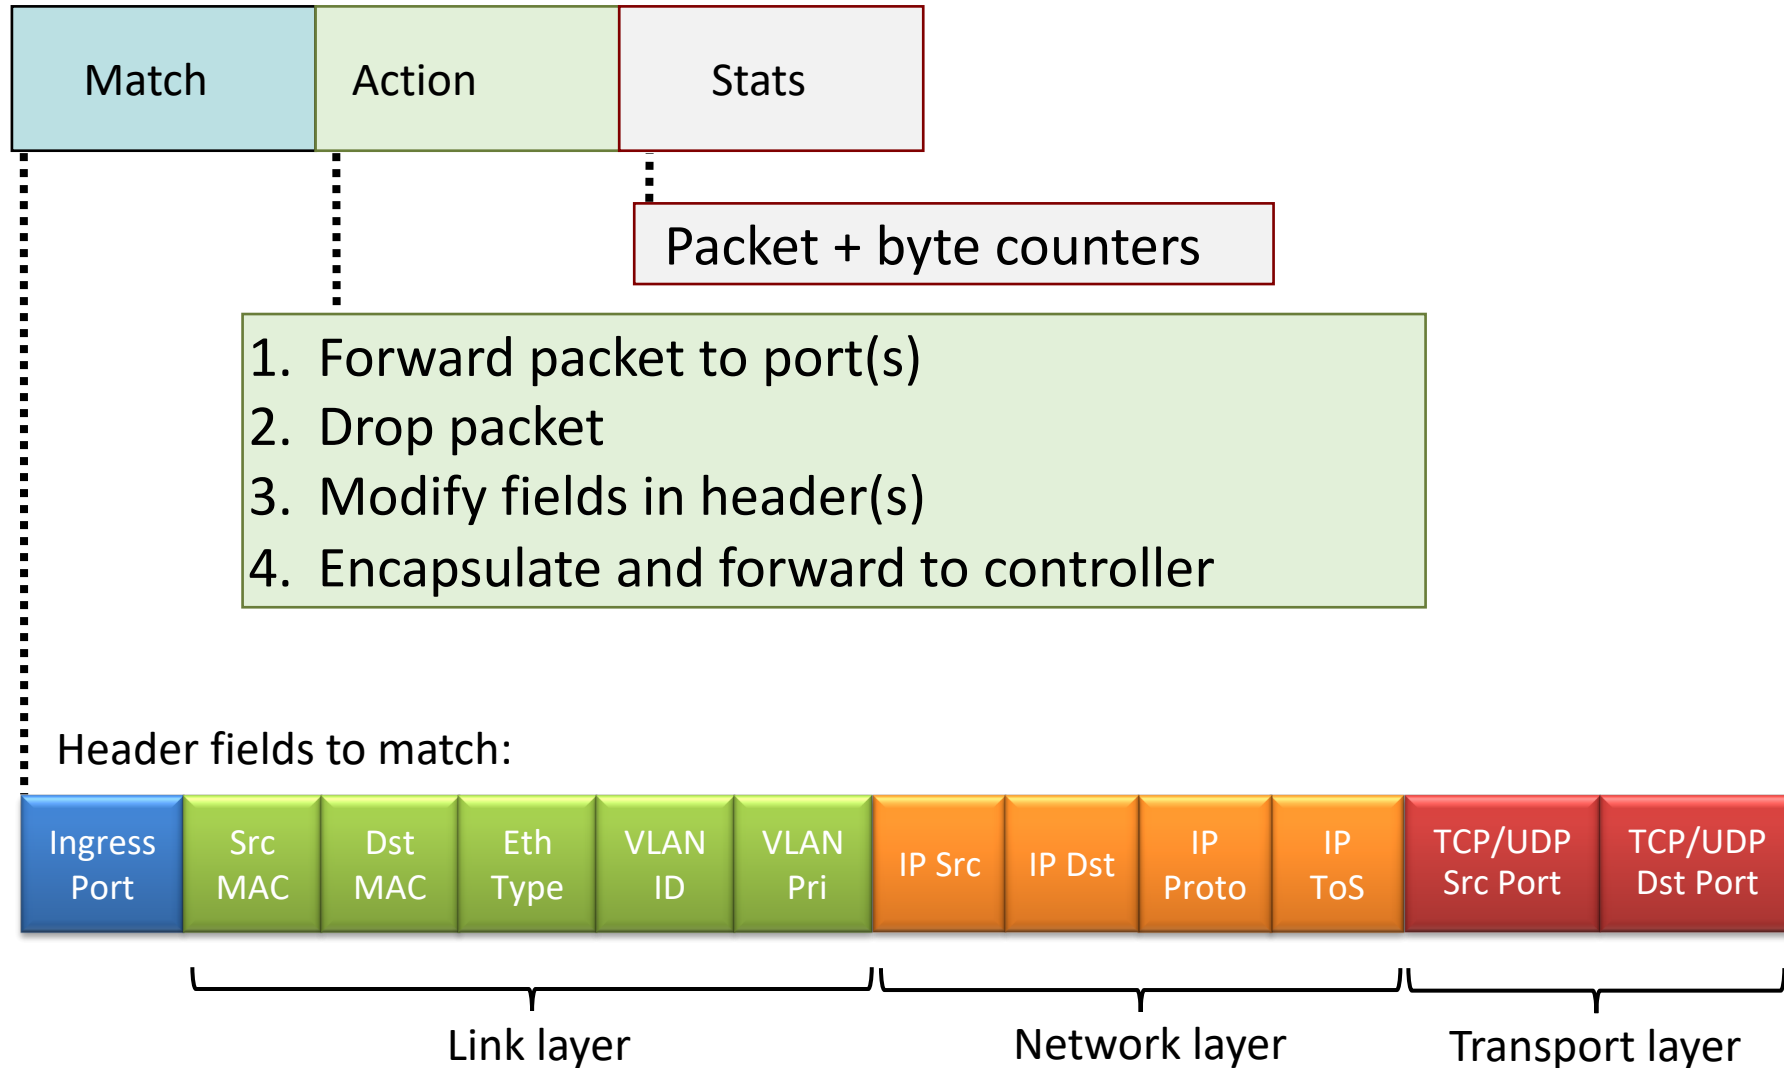 Match
Action
Stats
Packet + byte counters
1. Forward packet to port(s)
2. Drop packet
3. Modify fields in header(s)
4. Encapsulate and forward to controller
Header fields to match:
Ingress
Port
Src
MAC
Dst
MAC
Eth
Type
VLAN
ID
VLAN
Pri
IP Src
IP Dst
IP
Proto
IP
ToS
TCP/UDP
Src Port
TCP/UDP
Dst Port
Link layer
Network layer
Transport layer